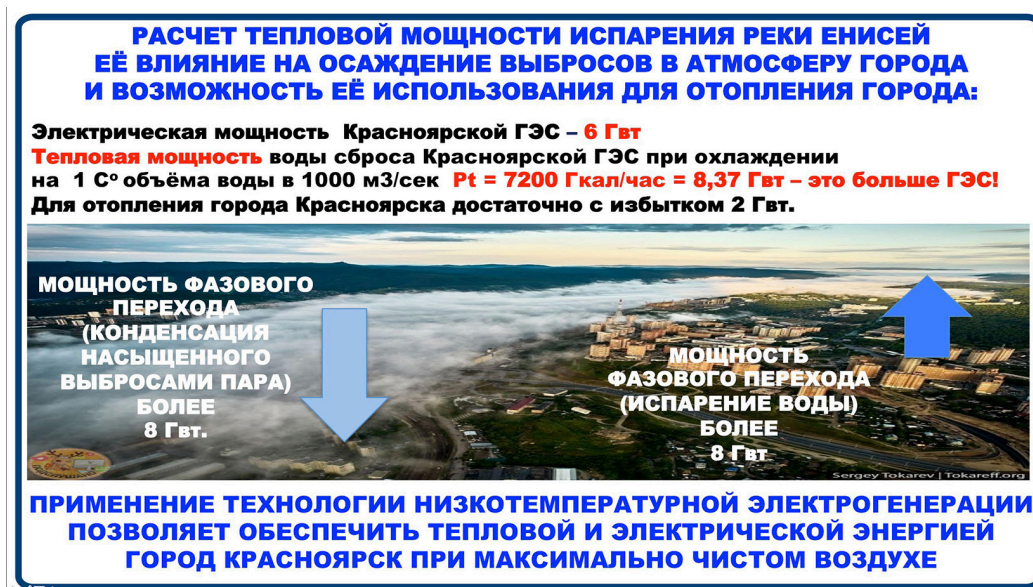 РАСЧЕТ ТЕПЛОВОЙ МОЩНОСТИ ИСПАРЕНИЯ РЕКИ ЕНИСЕЙ
ЕЁ ВЛИЯНИЕ НА ОСАЖДЕНИЕ ВЫБРОСОВ В АТМОСФЕРУ ГОРОДА
И ВОЗМОЖНОСТЬ ЕЁ ИСПОЛЬЗОВАНИЯ ДЛЯ ОТОПЛЕНИЯ ГОРОДА:
Электрическая мощность Красноярской ГЭС – 6 Гвт
Тепловая мощность воды сброса Красноярской ГЭС при охлаждении
на 1 Сº объёма воды в 1000 м3/сек Pt = 7200 Гкал/час = 8,37 Гвт – это больше ГЭС!
Для отопления города Красноярска достаточно с избытком 2 Гвт.
МОЩНОСТЬ ФАЗОВОГО
ПЕРЕХОДА
(КОНДЕНСАЦИЯ
НАСЫЩЕННОГО
ВЫБРОСАМИ ПАРА)
БОЛЕЕ
8 Гвт.
МОЩНОСТЬ
ФАЗОВОГО ПЕРЕХОДА
(ИСПАРЕНИЕ ВОДЫ)
БОЛЕЕ
8 Гвт
Sergey Tokarev | Tokareff.org
ПРИМЕНЕНИЕ ТЕХНОЛОГИИ НИЗКОТЕМПЕРАТУРНОЙ ЭЛЕКТРОГЕНЕРАЦИИ
ПОЗВОЛЯЕТ ОБЕСПЕЧИТЬ ТЕПЛОВОЙ И ЭЛЕКТРИЧЕСКОЙ ЭНЕРГИЕЙ
ГОРОД КРАСНОЯРСК ПРИ МАКСИМАЛЬНО ЧИСТОМ ВОЗДУХЕ